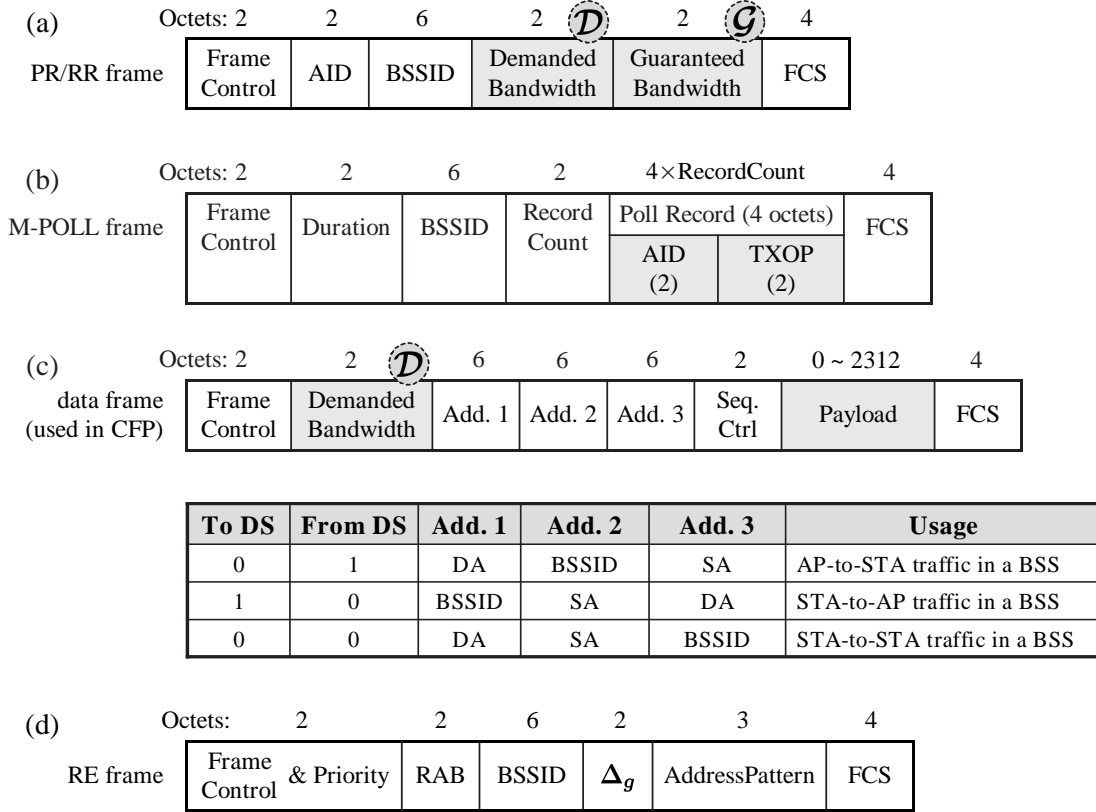 (a) Octets: 2 2 6 2 𝒟 2 𝒢 4
PR/RR frame
Frame Control AID BSSID Demanded Bandwidth Guaranteed Bandwidth FCS
(b) Octets: 2 2 6 2 4×RecordCount 4
M-POLL frame
Frame Control Duration BSSID Record Count Poll Record (4 octets) FCS
AID (2) TXOP (2)
(c) Octets: 2 2 𝒟 6 6 6 2 0 ~ 2312 4
data frame (used in CFP)
Frame Control Demanded Bandwidth Add. 1 Add. 2 Add. 3 Seq. Ctrl Payload FCS
To DS From DS Add. 1 Add. 2 Add. 3 Usage
0 1 DA BSSID SA AP-to-STA traffic in a BSS
1 0 BSSID SA DA STA-to-AP traffic in a BSS
0 0 DA SA BSSID STA-to-STA traffic in a BSS
(d) Octets: 2 2 6 2 3 4
RE frame
Frame Control & Priority RAB BSSID Δg AddressPattern FCS